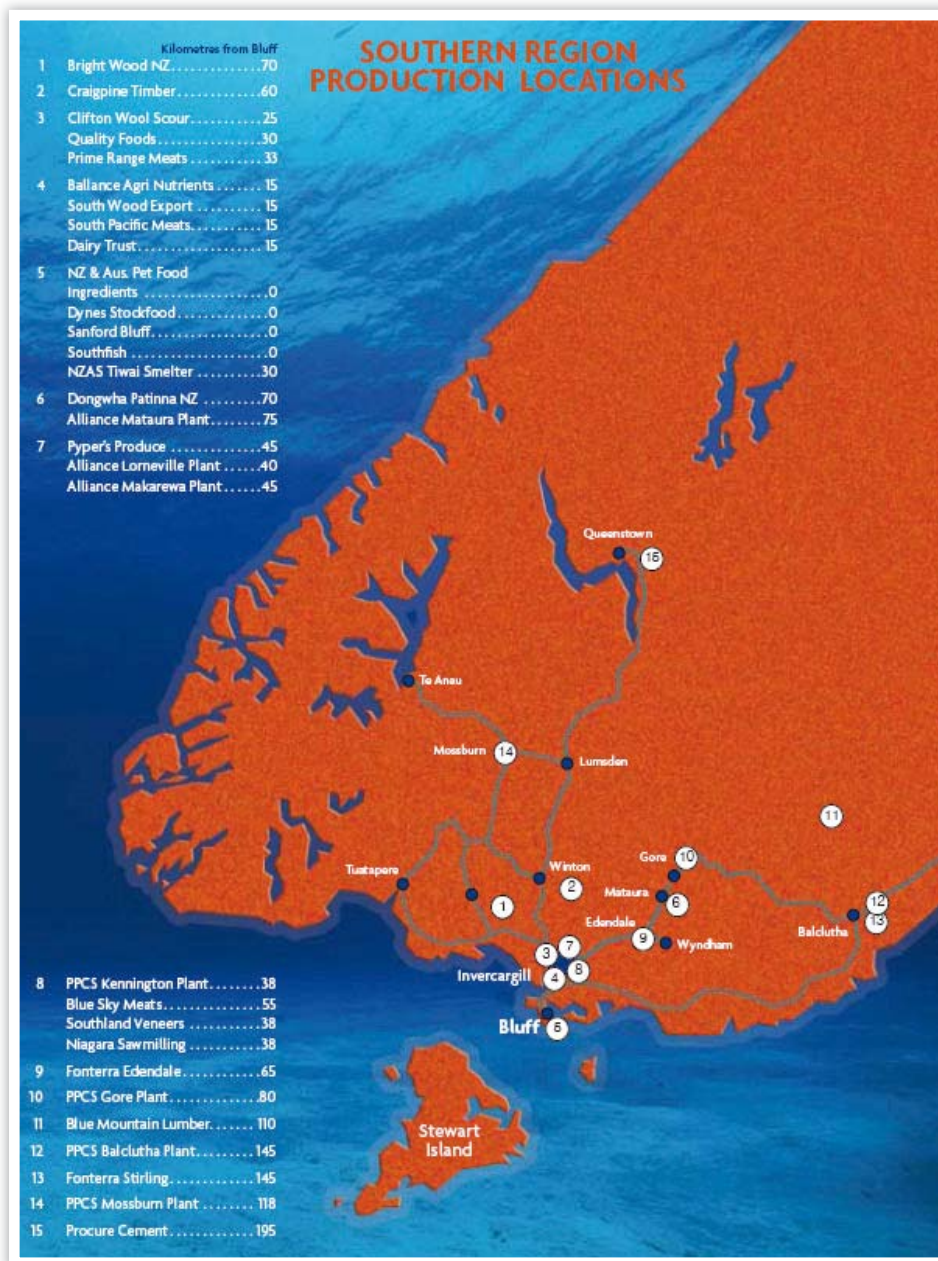 SOUTHERN REGION
PRODUCTION LOCATIONS
Kilometres from Bluff
1 Bright Wood NZ.............70
2 Craigpine Timber............60
3 Clifton Wool Scour..........25
Quality Foods...............30
Prime Range Meats ...........33
4 Ballance Agri Nutrients ....... 15
South Wood Export .......... 15
South Pacific Meats........... 15
Dairy Trust................... 15
5 NZ & Aus. Pet Food
Ingredients ..................0
Dynes Stockfood.............0
Sanford Bluff.................0
Southfish ....................0
NZAS Tiwai Smelter ..........30
6 Dongwha Patinna NZ .........70
Alliance Mataura Plant........75
7 Pyper's Produce .............45
Alliance Lorneville Plant ......40
Alliance Makarewa Plant......45
Queenstown
15
Te Anau
Mossburn 14
Lumsden
11
Gore 10
Tuatapere
Winton
2
Mataura 6
1
12
13
Balclutha
Edendale 9
Wyndham
3 7
Invercargill 4 8
Bluff 5
Stewart
Island
8 PPCS Kennington Plant........38
Blue Sky Meats...............55
Southland Veneers ...........38
Niagara Sawmilling ...........38
9 Fonterra Edendale............65
10 PPCS Gore Plant..............80
11 Blue Mountain Lumber....... 110
12 PPCS Balclutha Plant.........145
13 Fonterra Stirling.............145
14 PPCS Mossburn Plant ........ 118
15 Procure Cement.............195